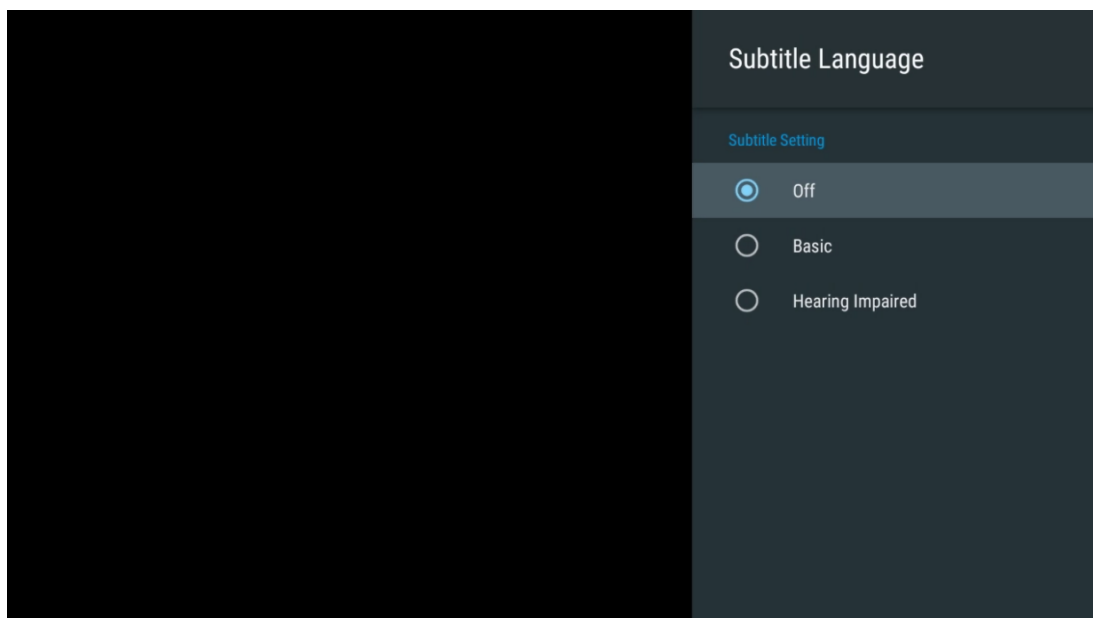 Subtitle Language
Subtitle Setting
Off
Basic
Hearing Impaired